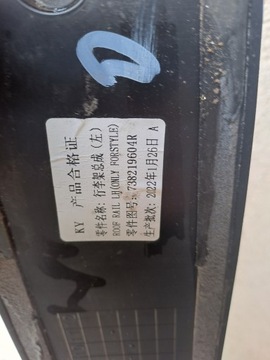 KY 产品合格证
零件名称: 行李架总成 (左)
ROOF RAIL LH(ONLY FORSTYLE)
零件图号: 738219604R
生产批次: 2022年1月26日 A